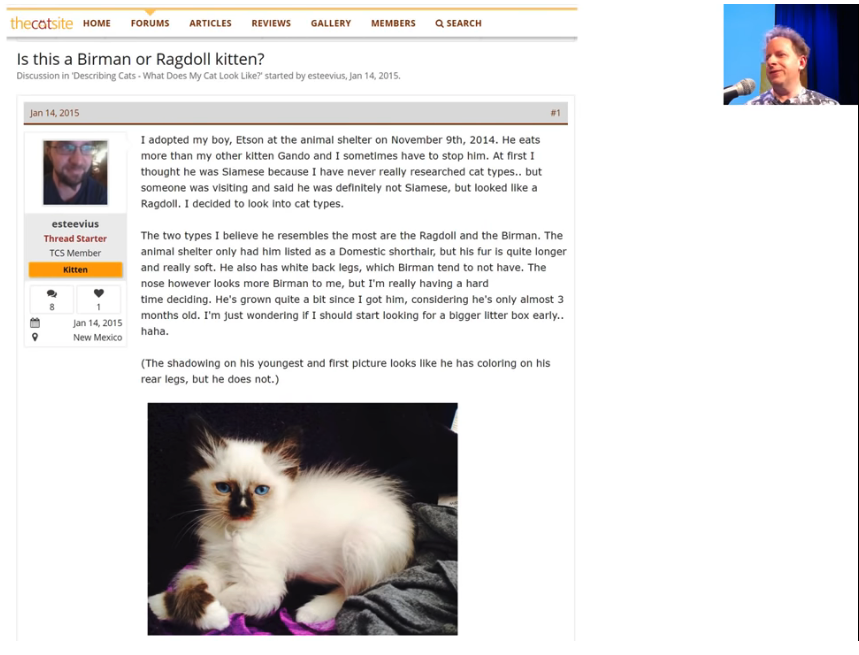 thecatsite HOME FORUMS ARTICLES REVIEWS GALLERY MEMBERS SEARCH
Is this a Birman or Ragdoll kitten?
Discussion in 'Describing Cats - What Does My Cat Look Like?' started by esteevius, Jan 14, 2015.
Jan 14, 2015 #1
esteevius
Thread Starter
TCS Member
Kitten
8 1
Jan 14, 2015
New Mexico
I adopted my boy, Etson at the animal shelter on November 9th, 2014. He eats
more than my other kitten Gando and I sometimes have to stop him. At first I
thought he was Siamese because I have never really researched cat types.. but
someone was visiting and said he was definitely not Siamese, but looked like a
Ragdoll. I decided to look into cat types.
The two types I believe he resembles the most are the Ragdoll and the Birman. The
animal shelter only had him listed as a Domestic shorthair, but his fur is quite longer
and really soft. He also has white back legs, which Birman tend to not have. The
nose however looks more Birman to me, but I'm really having a hard
time deciding. He's grown quite a bit since I got him, considering he's only almost 3
months old. I'm just wondering if I should start looking for a bigger litter box early..
haha.
(The shadowing on his youngest and first picture looks like he has coloring on his
rear legs, but he does not.)